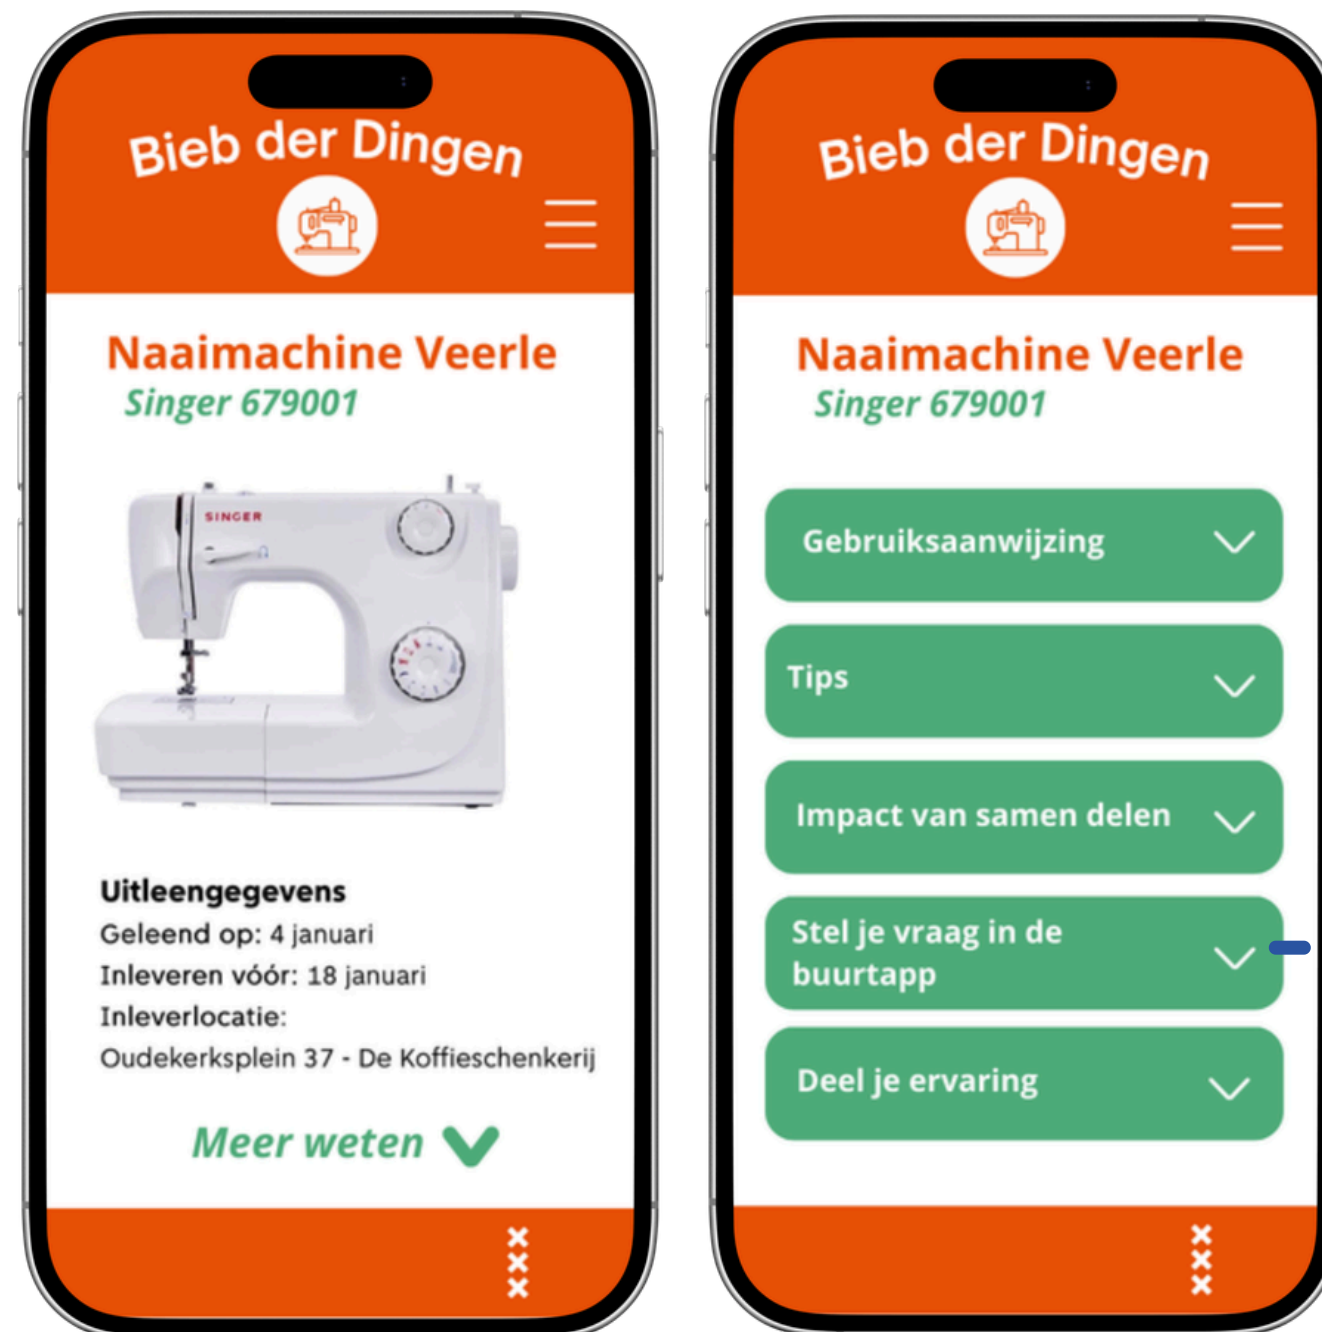 Bieb der Dingen
Naaimachine Veerle
Singer 679001
SINGER
Uitleengegevens
Geleend op: 4 januari
Inleveren vóór: 18 januari
Inleverlocatie:
Oudekerksplein 37 - De Koffieschenkerij
Meer weten
Bieb der Dingen
Naaimachine Veerle
Singer 679001
Gebruiksaanwijzing
Tips
Impact van samen delen
Stel je vraag in de
buurtapp
Deel je ervaring